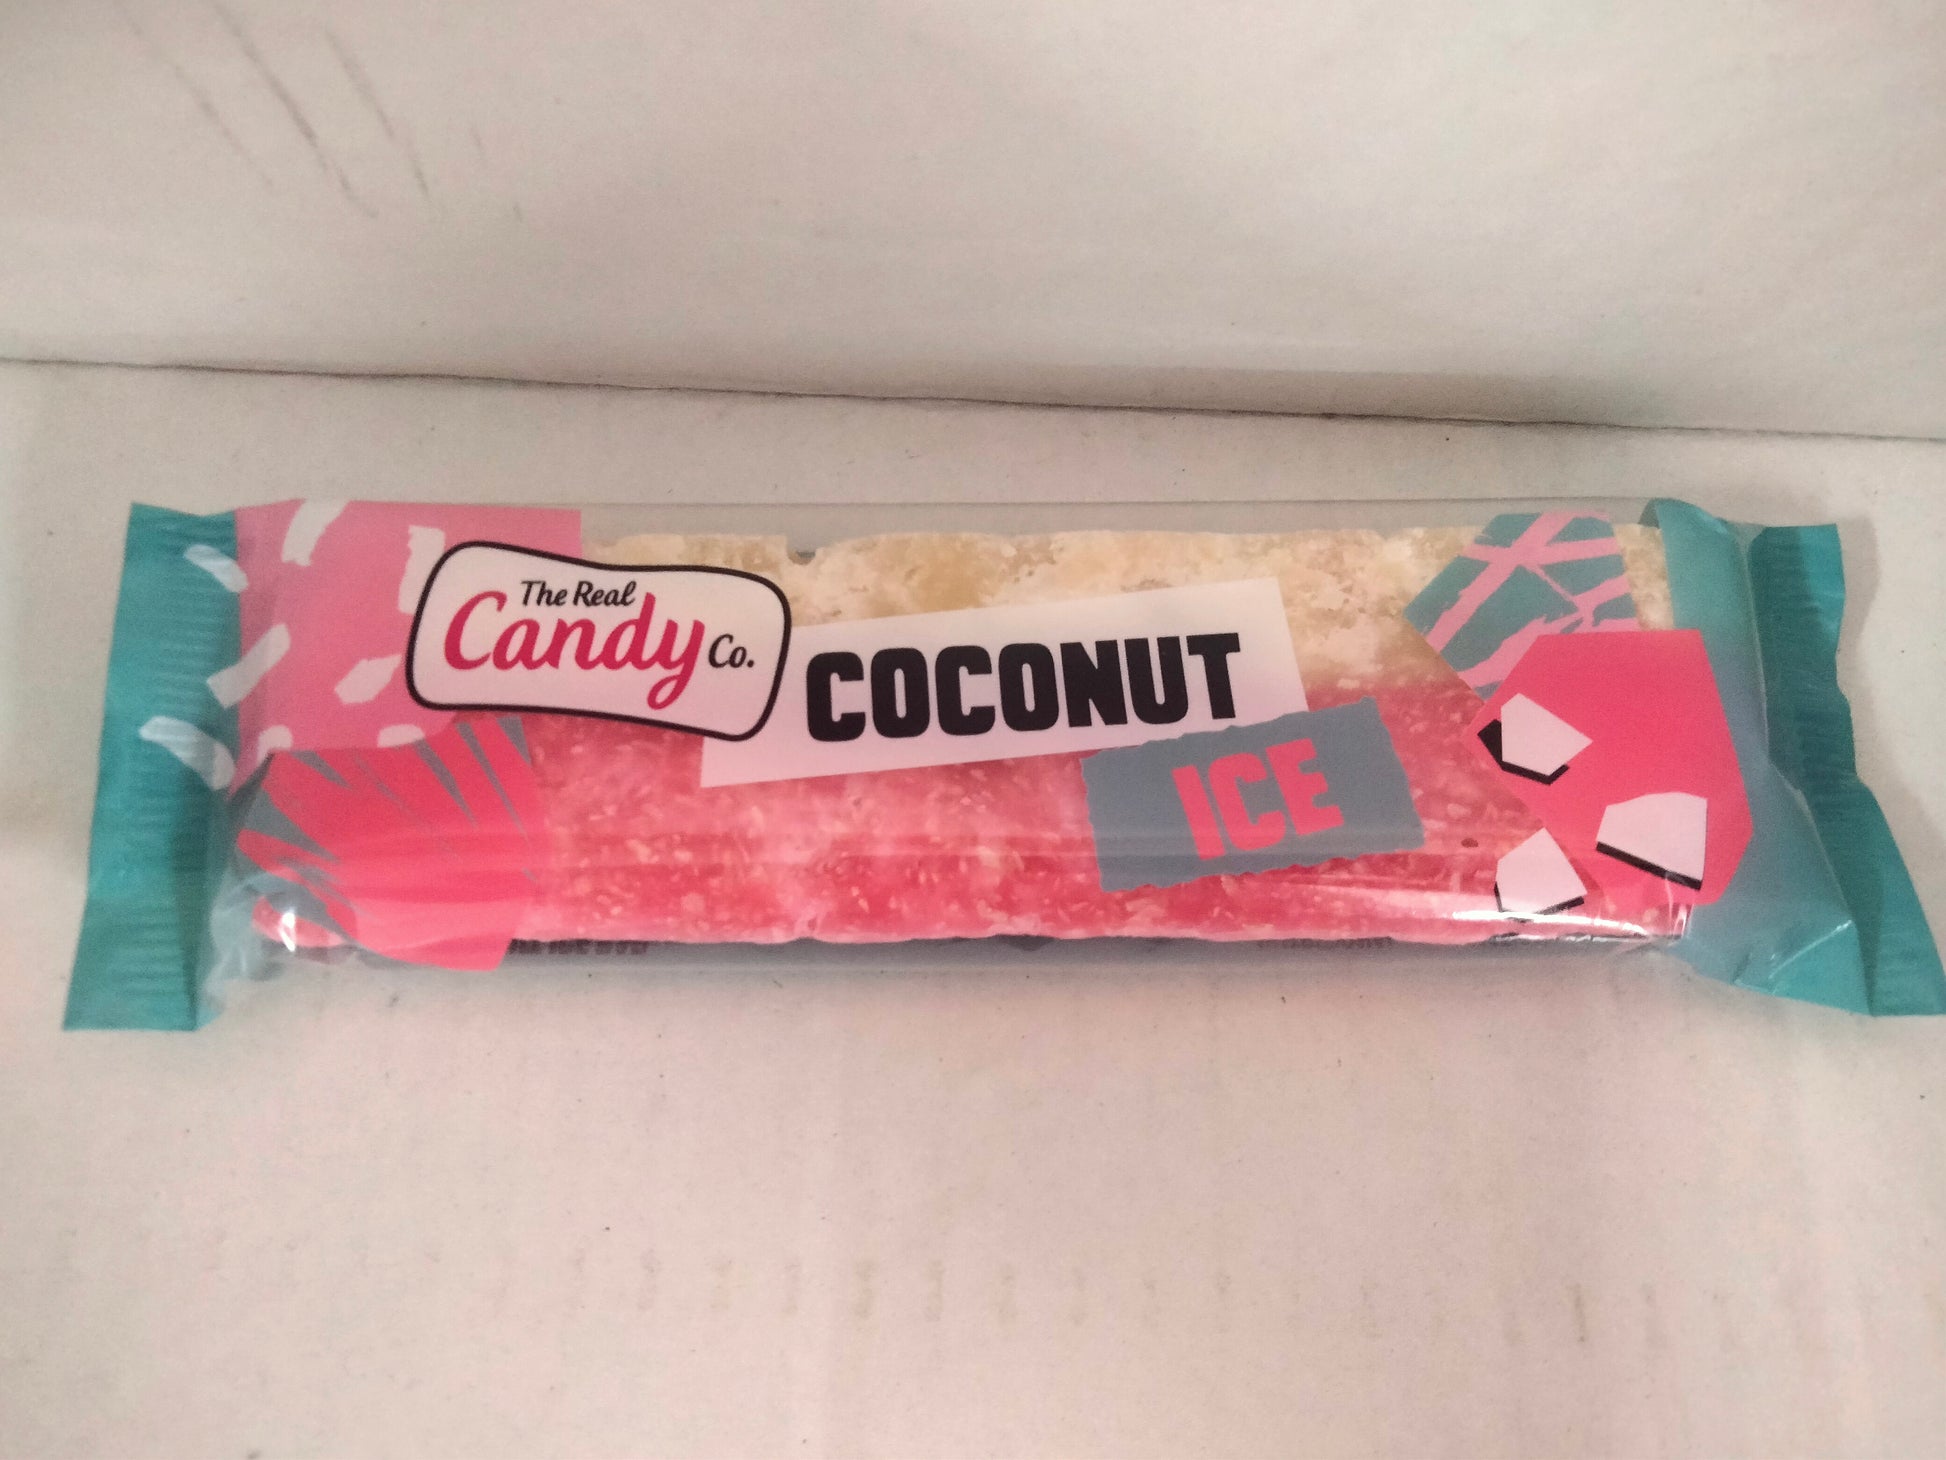 The Real
Candy Co.
COCONUT
ICE